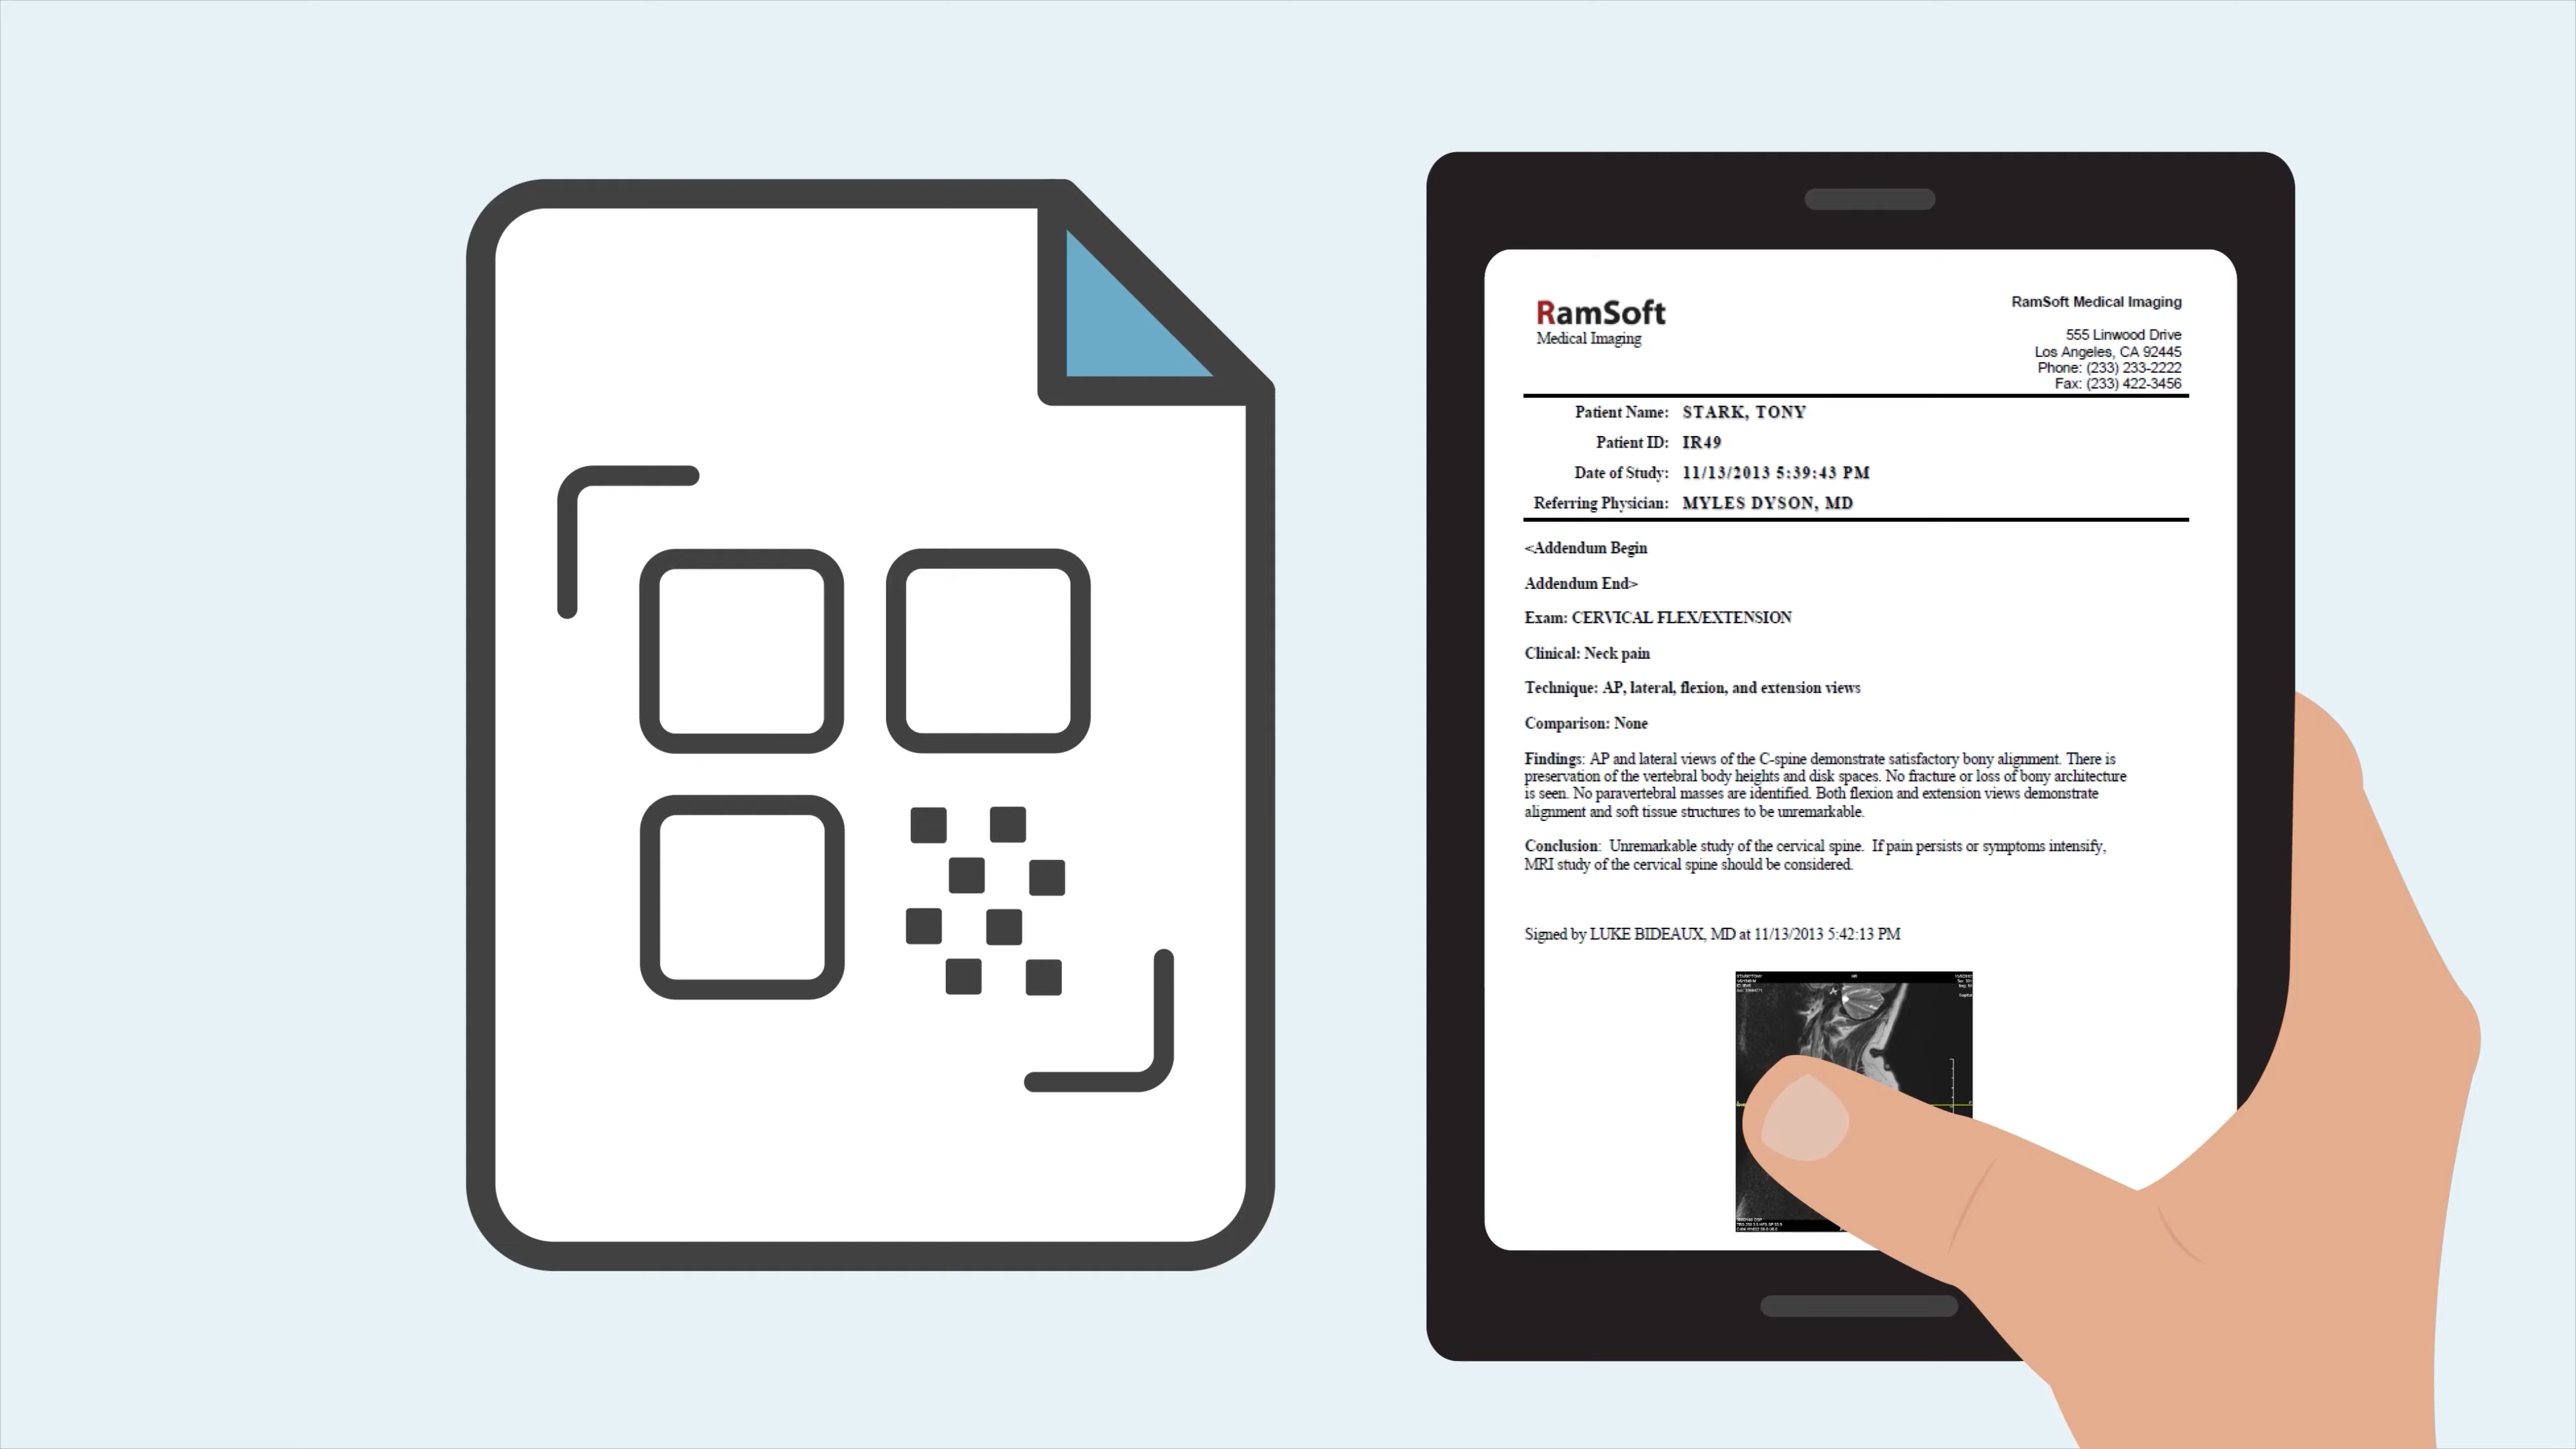 RamSoft
Medical Imaging
RamSoft Medical Imaging
555 Linwood Drive
Los Angeles, CA 92445
Phone: (233) 233-2222
Fax: (233) 422-3456
Patient Name: STARK, TONY
Patient ID: IR49
Date of Study: 11/13/2013 5:39:43 PM
Referring Physician: MYLES DYSON, MD
<Addendum Begin
Addendum End>
Exam: CERVICAL FLEX/EXTENSION
Clinical: Neck pain
Technique: AP, lateral, flexion, and extension views
Comparison: None
Findings: AP and lateral views of the C-spine demonstrate satisfactory bony alignment. There is
preservation of the vertebral body heights and disk spaces. No fracture or loss of bony architecture
is seen. No paravertebral masses are identified. Both flexion and extension views demonstrate
alignment and soft tissue structures to be unremarkable.
Conclusion: Unremarkable study of the cervical spine. If pain persists or symptoms intensify,
MRI study of the cervical spine should be considered.
Signed by LUKE BIDEAUX, MD at 11/13/2013 5:42:13 PM